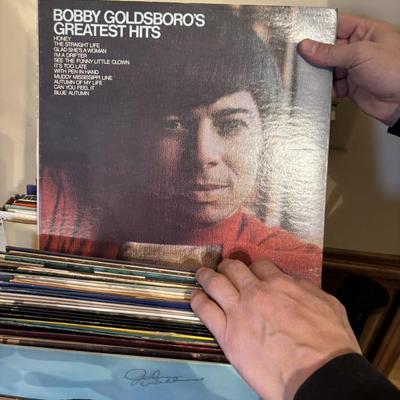 BOBBY GOLDSBORO'S
GREATEST HITS
HONEY
THE STRAIGHT LIFE
GLAD SHE'S A WOMAN
I'M A DRIFTER
SEE THE FUNNY LITTLE CLOWN
IT'S TOO LATE
WITH PEN IN HAND
MUDDY MISSISSIPPI LINE
AUTUMN OF MY LIFE
CAN YOU FEEL IT
BLUE AUTUMN